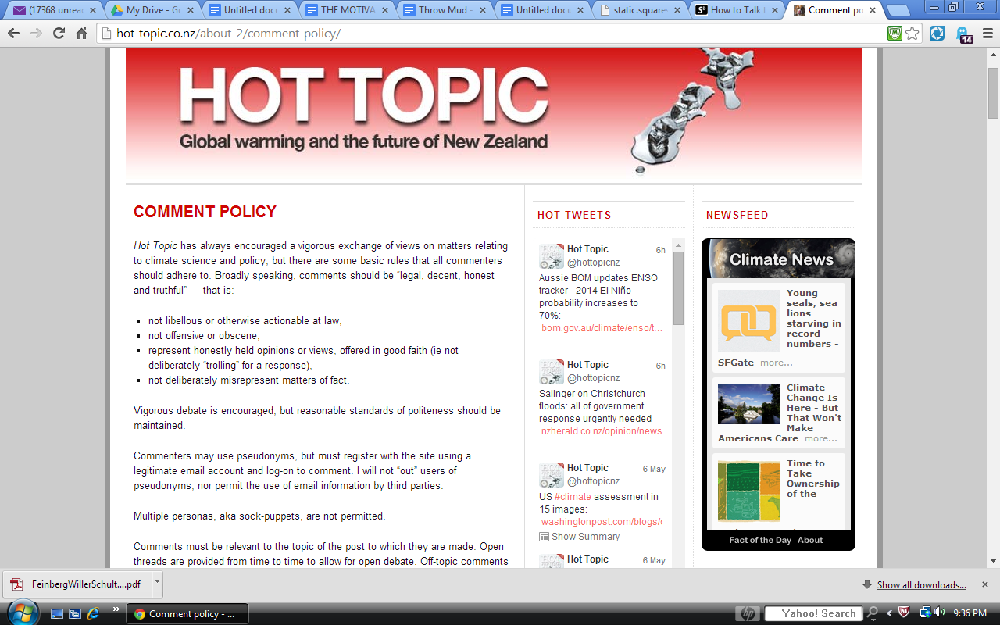 (17368 unrea
My Drive - Go
Untitled docu
THE MOTIVA
Throw Mud -
Untitled docu
static.squares
How to Talk t
Comment po
hot-topic.co.nz/about-2/comment-policy/
14
HOT TOPIC
Global warming and the future of New Zealand
COMMENT POLICY
Hot Topic has always encouraged a vigorous exchange of views on matters relating
to climate science and policy, but there are some basic rules that all commenters
should adhere to. Broadly speaking, comments should be “legal, decent, honest
and truthful” — that is:
not libellous or otherwise actionable at law,
not offensive or obscene,
represent honestly held opinions or views, offered in good faith (ie not
deliberately “trolling” for a response),
not deliberately misrepresent matters of fact.
Vigorous debate is encouraged, but reasonable standards of politeness should be
maintained.
Commenters may use pseudonyms, but must register with the site using a
legitimate email account and log-on to comment. I will not “out” users of
pseudonyms, nor permit the use of email information by third parties.
Multiple personas, aka sock-puppets, are not permitted.
Comments must be relevant to the topic of the post to which they are made. Open
threads are provided from time to time to allow for open debate. Off-topic comments
HOT TWEETS
Hot Topic 6h
@hottopicnz
Aussie BOM updates ENSO
tracker - 2014 El Niño
probability increases to
70%:
bom.gov.au/climate/enso/t...
Hot Topic 6h
@hottopicnz
Salinger on Christchurch
floods: all of government
response urgently needed
nzherald.co.nz/opinion/news
Hot Topic 6 May
@hottopicnz
US #climate assessment in
15 images:
washingtonpost.com/blogs/
Show Summary
Hot Topic 6 May
NEWSFEED
Climate News
Young
seals, sea
lions
starving in
record
numbers -
SFGate more...
Climate
Change Is
Here - But
That Won't
Make
Americans Care more...
Time to
Take
Ownership
of the
Fact of the Day About
FeinbergWillerSchult....pdf
Show all downloads...
Comment policy - ...
hp
Yahoo! Search
9:36 PM